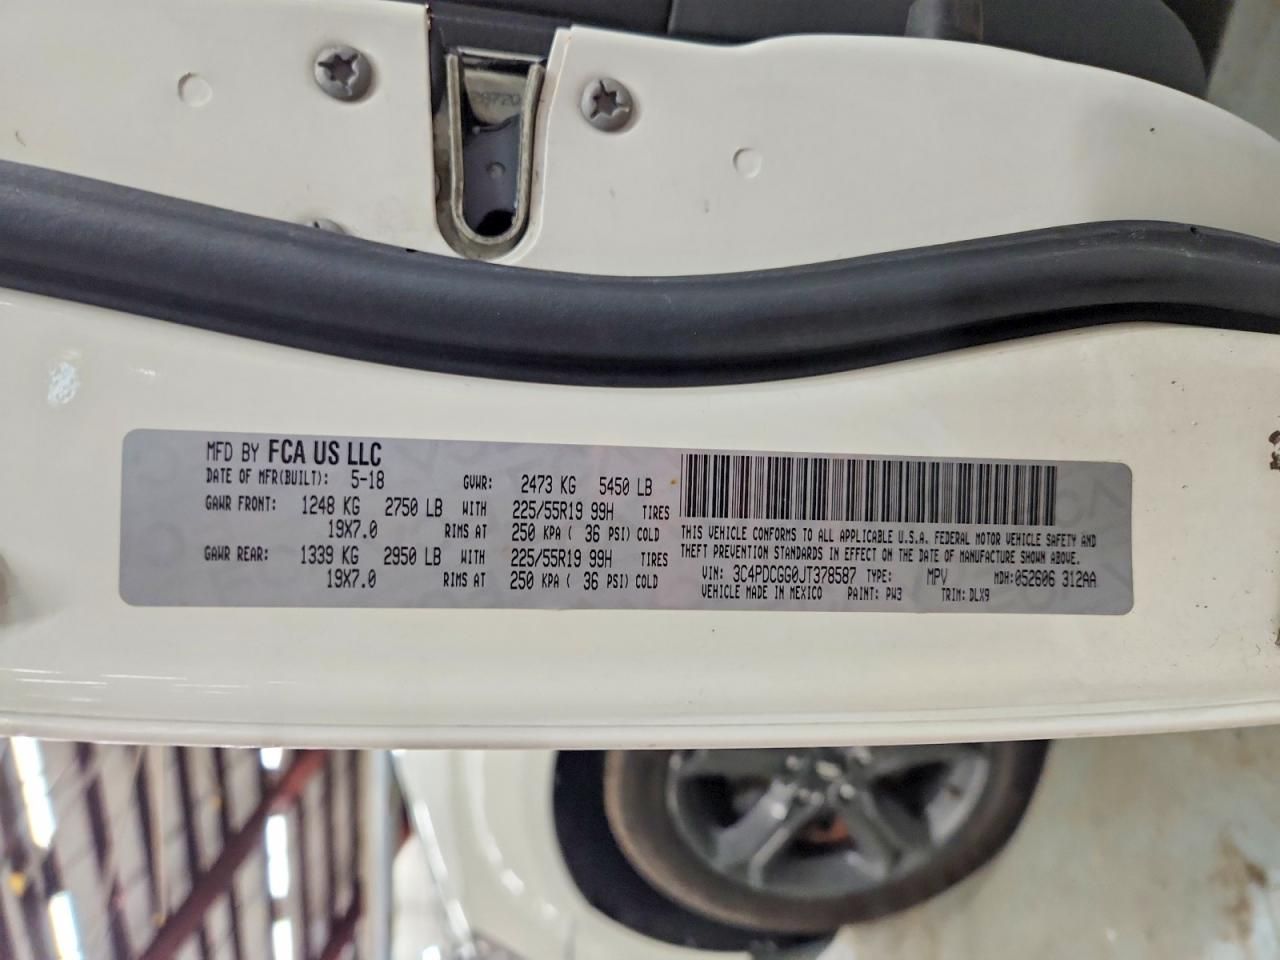 28720
MFD BY FCA US LLC
DATE OF MFR(BUILT): 5-18 GVWR: 2473 KG 5450 LB
GAWR FRONT: 1248 KG 2750 LB WITH 225/55R19 99H TIRES
19X7.0 RIMS AT 250 KPA ( 36 PSI) COLD
GAWR REAR: 1339 KG 2950 LB WITH 225/55R19 99H TIRES
19X7.0 RIMS AT 250 KPA ( 36 PSI) COLD
THIS VEHICLE CONFORMS TO ALL APPLICABLE U.S.A. FEDERAL MOTOR VEHICLE SAFETY AND
THEFT PREVENTION STANDARDS IN EFFECT ON THE DATE OF MANUFACTURE SHOWN ABOVE.
VIN: 3C4PDCGG0JT378587 TYPE: MPV MDH:052606 312AA
VEHICLE MADE IN MEXICO PAINT: PW3 TRIM: DLX9